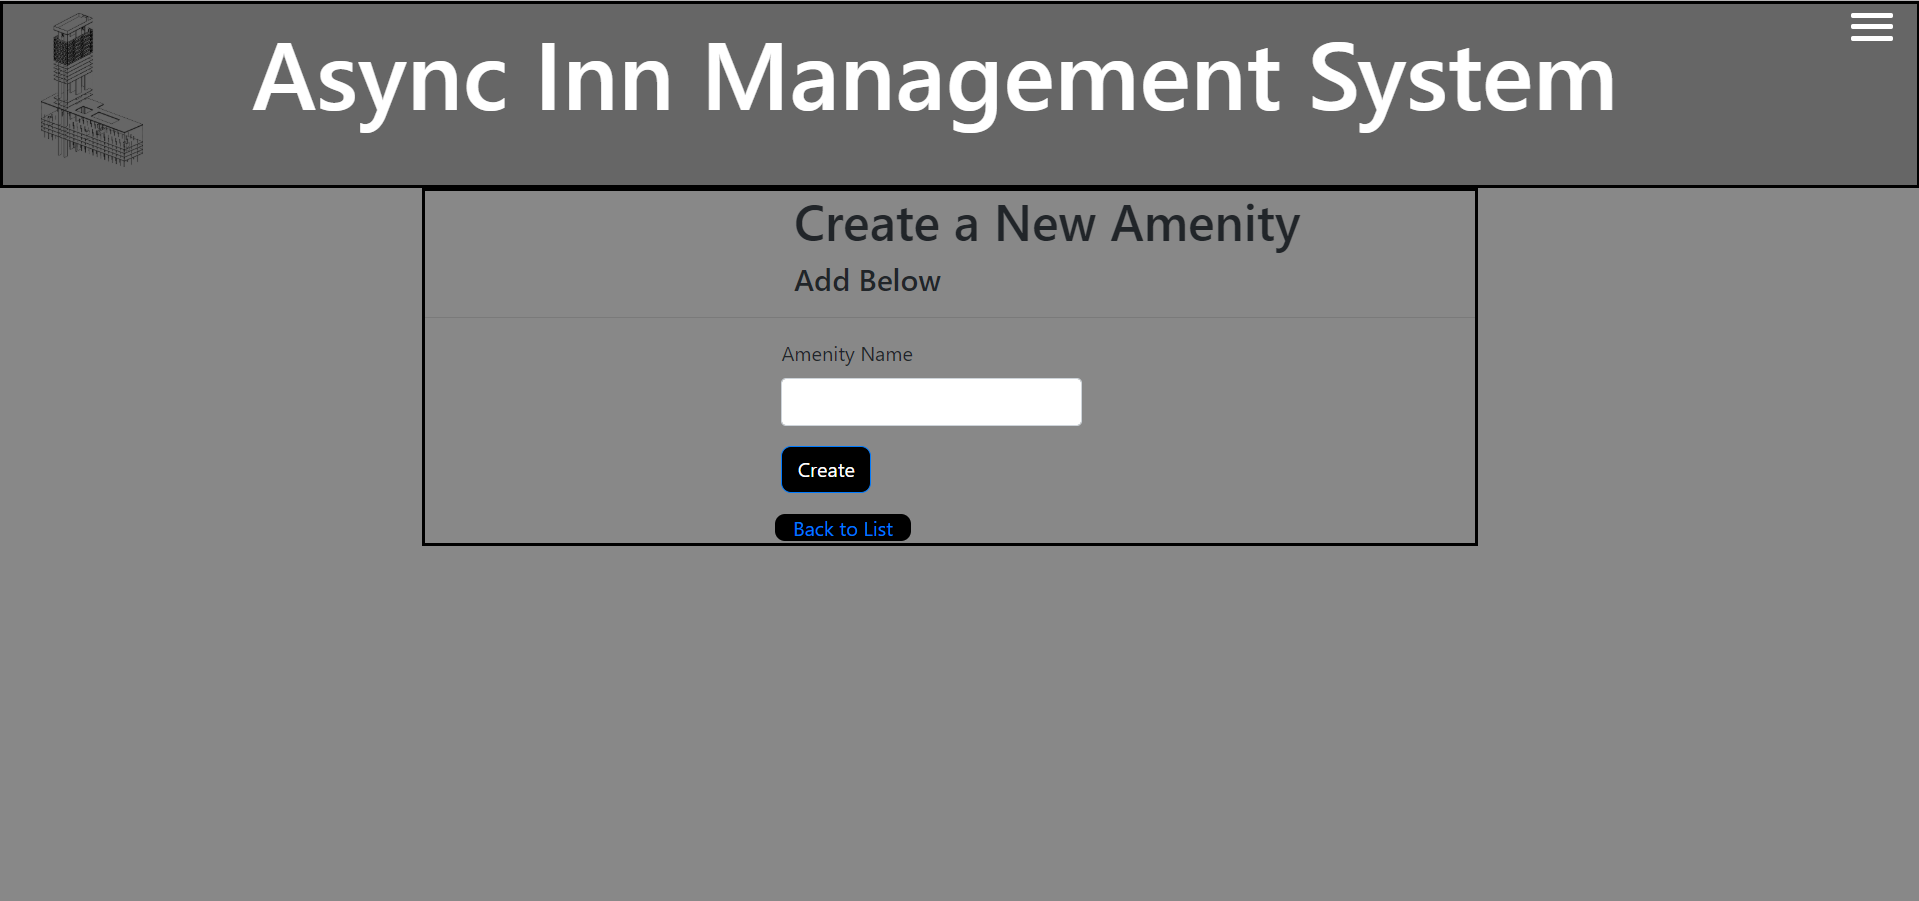 Async Inn Management System
Create a New Amenity
Add Below
Amenity Name
Create
Back to List